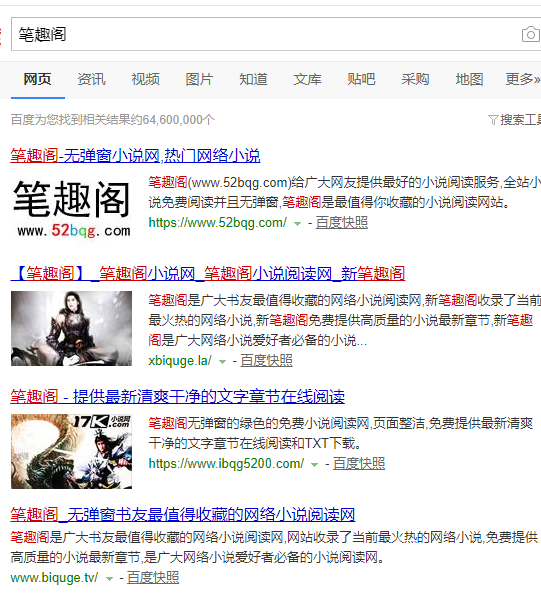 笔趣阁
网页 资讯 视频 图片 知道 文库 贴吧 采购 地图 更多»
百度为您找到相关结果约64,600,000个 搜索工具
笔趣阁-无弹窗小说网,热门网络小说
笔趣阁
www.52bqg.com
笔趣阁(www.52bqg.com)给广大网友提供最好的小说阅读服务,全站小
说免费阅读并且无弹窗,笔趣阁是最值得你收藏的小说阅读网站。
https://www.52bqg.com/ - 百度快照
【笔趣阁】_笔趣阁小说网_笔趣阁小说阅读网_新笔趣阁
笔趣阁是广大书友最值得收藏的网络小说阅读网,新笔趣阁收录了当前
最火热的网络小说,新笔趣阁免费提供高质量的小说最新章节,新笔趣
阁是广大网络小说爱好者必备的小说...
xbiquge.la/ - 百度快照
笔趣阁 - 提供最新清爽干净的文字章节在线阅读
17K小说网
.com
笔趣阁无弹窗的绿色的免费小说阅读网,页面整洁,免费提供最新清爽
干净的文字章节在线阅读和TXT下载。
https://www.ibqg5200.com/ - 百度快照
笔趣阁_无弹窗书友最值得收藏的网络小说阅读网
笔趣阁是广大书友最值得收藏的网络小说阅读网,网站收录了当前最火热的网络小说,免费提供
高质量的小说最新章节,是广大网络小说爱好者必备的小说阅读网。
www.biquge.tv/ - 百度快照